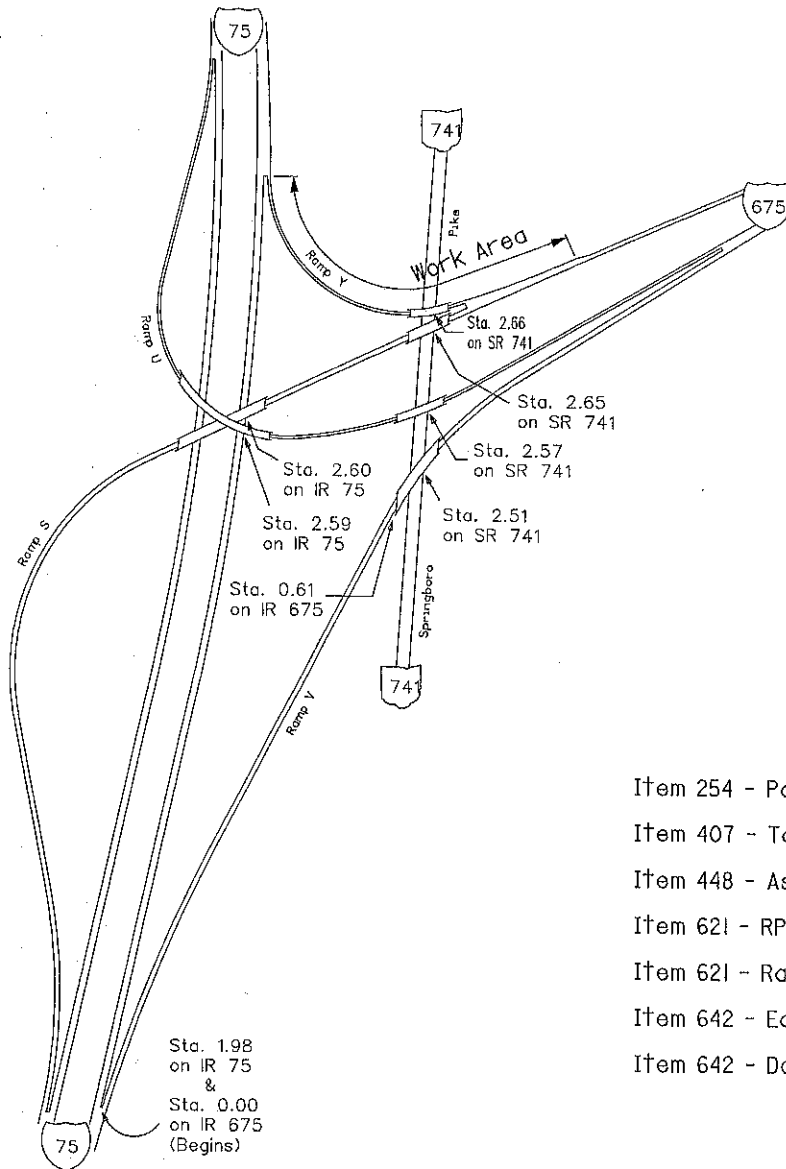 75
741
675
Pike
Work Area
Ramp Y
Ramp U
Sta. 2.66
on SR 741
Sta. 2.65
on SR 741
Sta. 2.57
on SR 741
Sta. 2.60
on IR 75
Sta. 2.59
on IR 75
Sta. 2.51
on SR 741
Ramp S
Sta. 0.61
on IR 675
Springboro
741
Ramp V
Item 254 - Pa
Item 407 - Ta
Item 448 - As
Item 621 - RP
Item 621 - Ra
Item 642 - Ed
Item 642 - Do
Sta. 1.98
on IR 75
&
Sta. 0.00
on IR 675
(Begins)
75